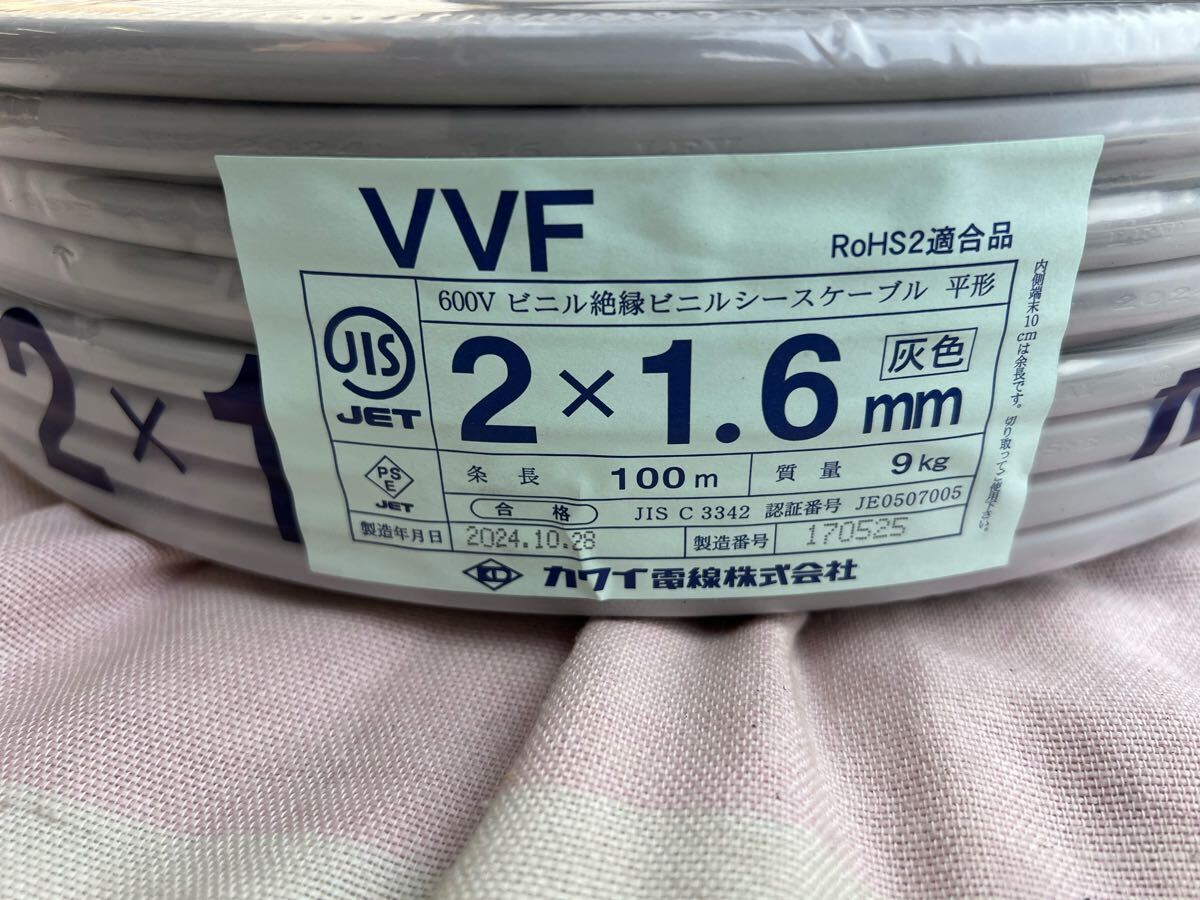 VVF
RoHS2適合品
600V ビニル絶縁ビニルシースケーブル 平形
JIS
JET
2×1.6mm
灰色
PS
E
JET
条長 100m 質量 9kg
合格 JIS C 3342 認証番号 JE0507005
製造年月日 2024.10.28 製造番号 170525
カワイ電線株式会社
内側端末10cmは余長です。切り取ってご使用下さい。
2×1
カ